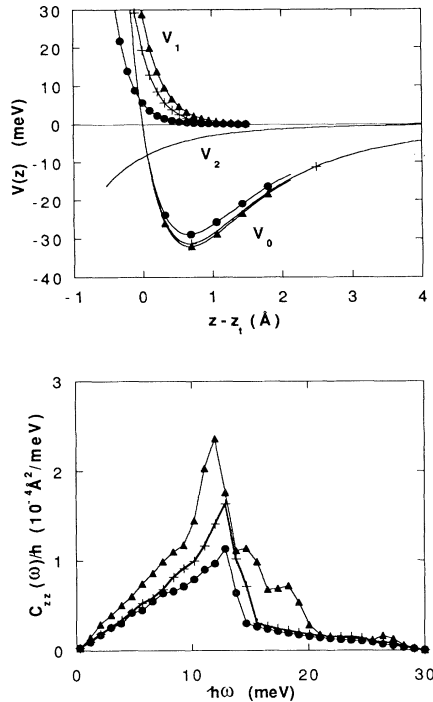 30
20
10
0
-10
-20
-30
-40
V(z) (meV)
V₁
V₂
V₀
-1 0 1 2 3 4
z - zₜ (Å)
3
2
1
0
C_zz(ω)/ħ (10⁻⁴Å²/meV)
0 10 20 30
ħω (meV)